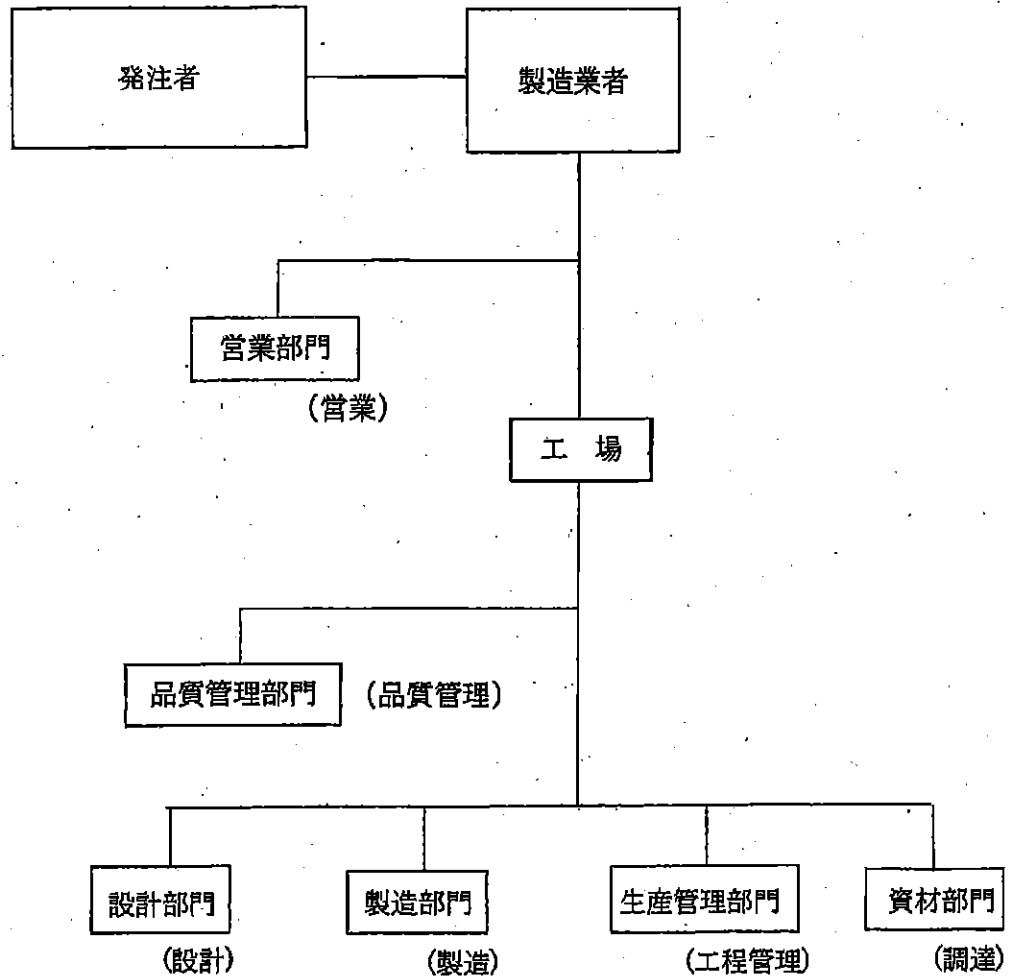 発注者
製造業者
営業部門
(営業)
工 場
品質管理部門
(品質管理)
設計部門
製造部門
生産管理部門
資材部門
(設計)
(製造)
(工程管理)
(調達)